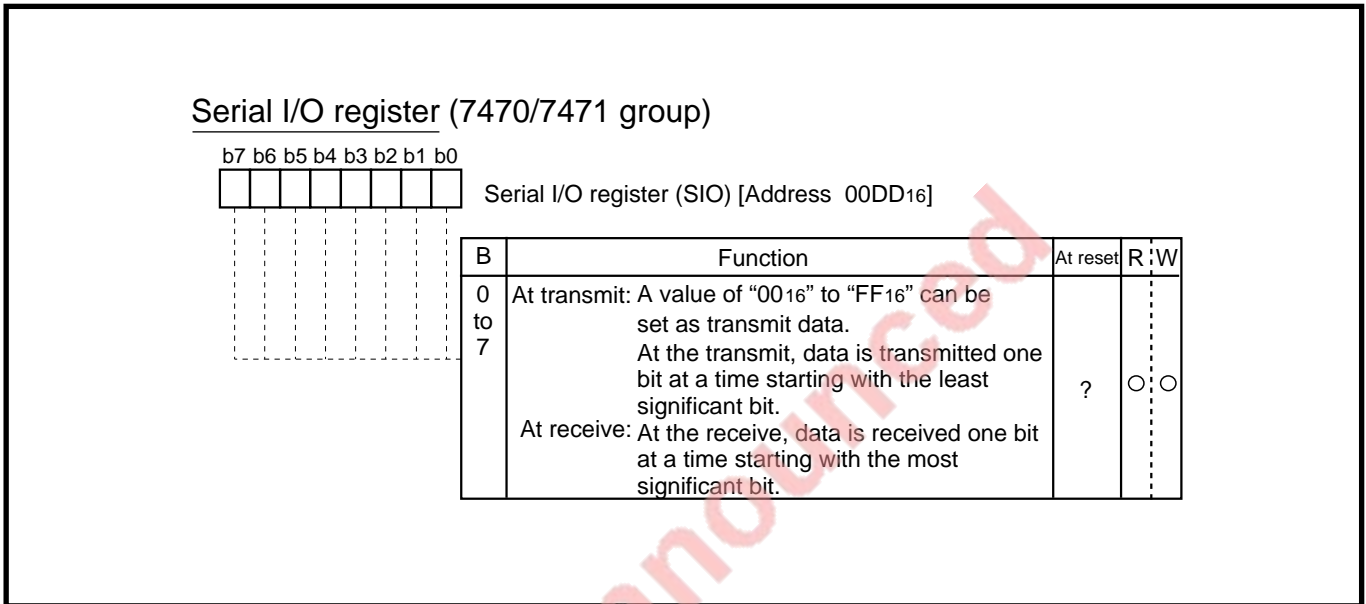 Serial I/O register (7470/7471 group)
b7 b6 b5 b4 b3 b2 b1 b0
Serial I/O register (SIO) [Address 00DD16]
B Function At reset R W
0 to 7
At transmit: A value of “0016” to “FF16” can be
set as transmit data.
At the transmit, data is transmitted one
bit at a time starting with the least
significant bit.
At receive: At the receive, data is received one bit
at a time starting with the most
significant bit.
? ○ ○
nounced